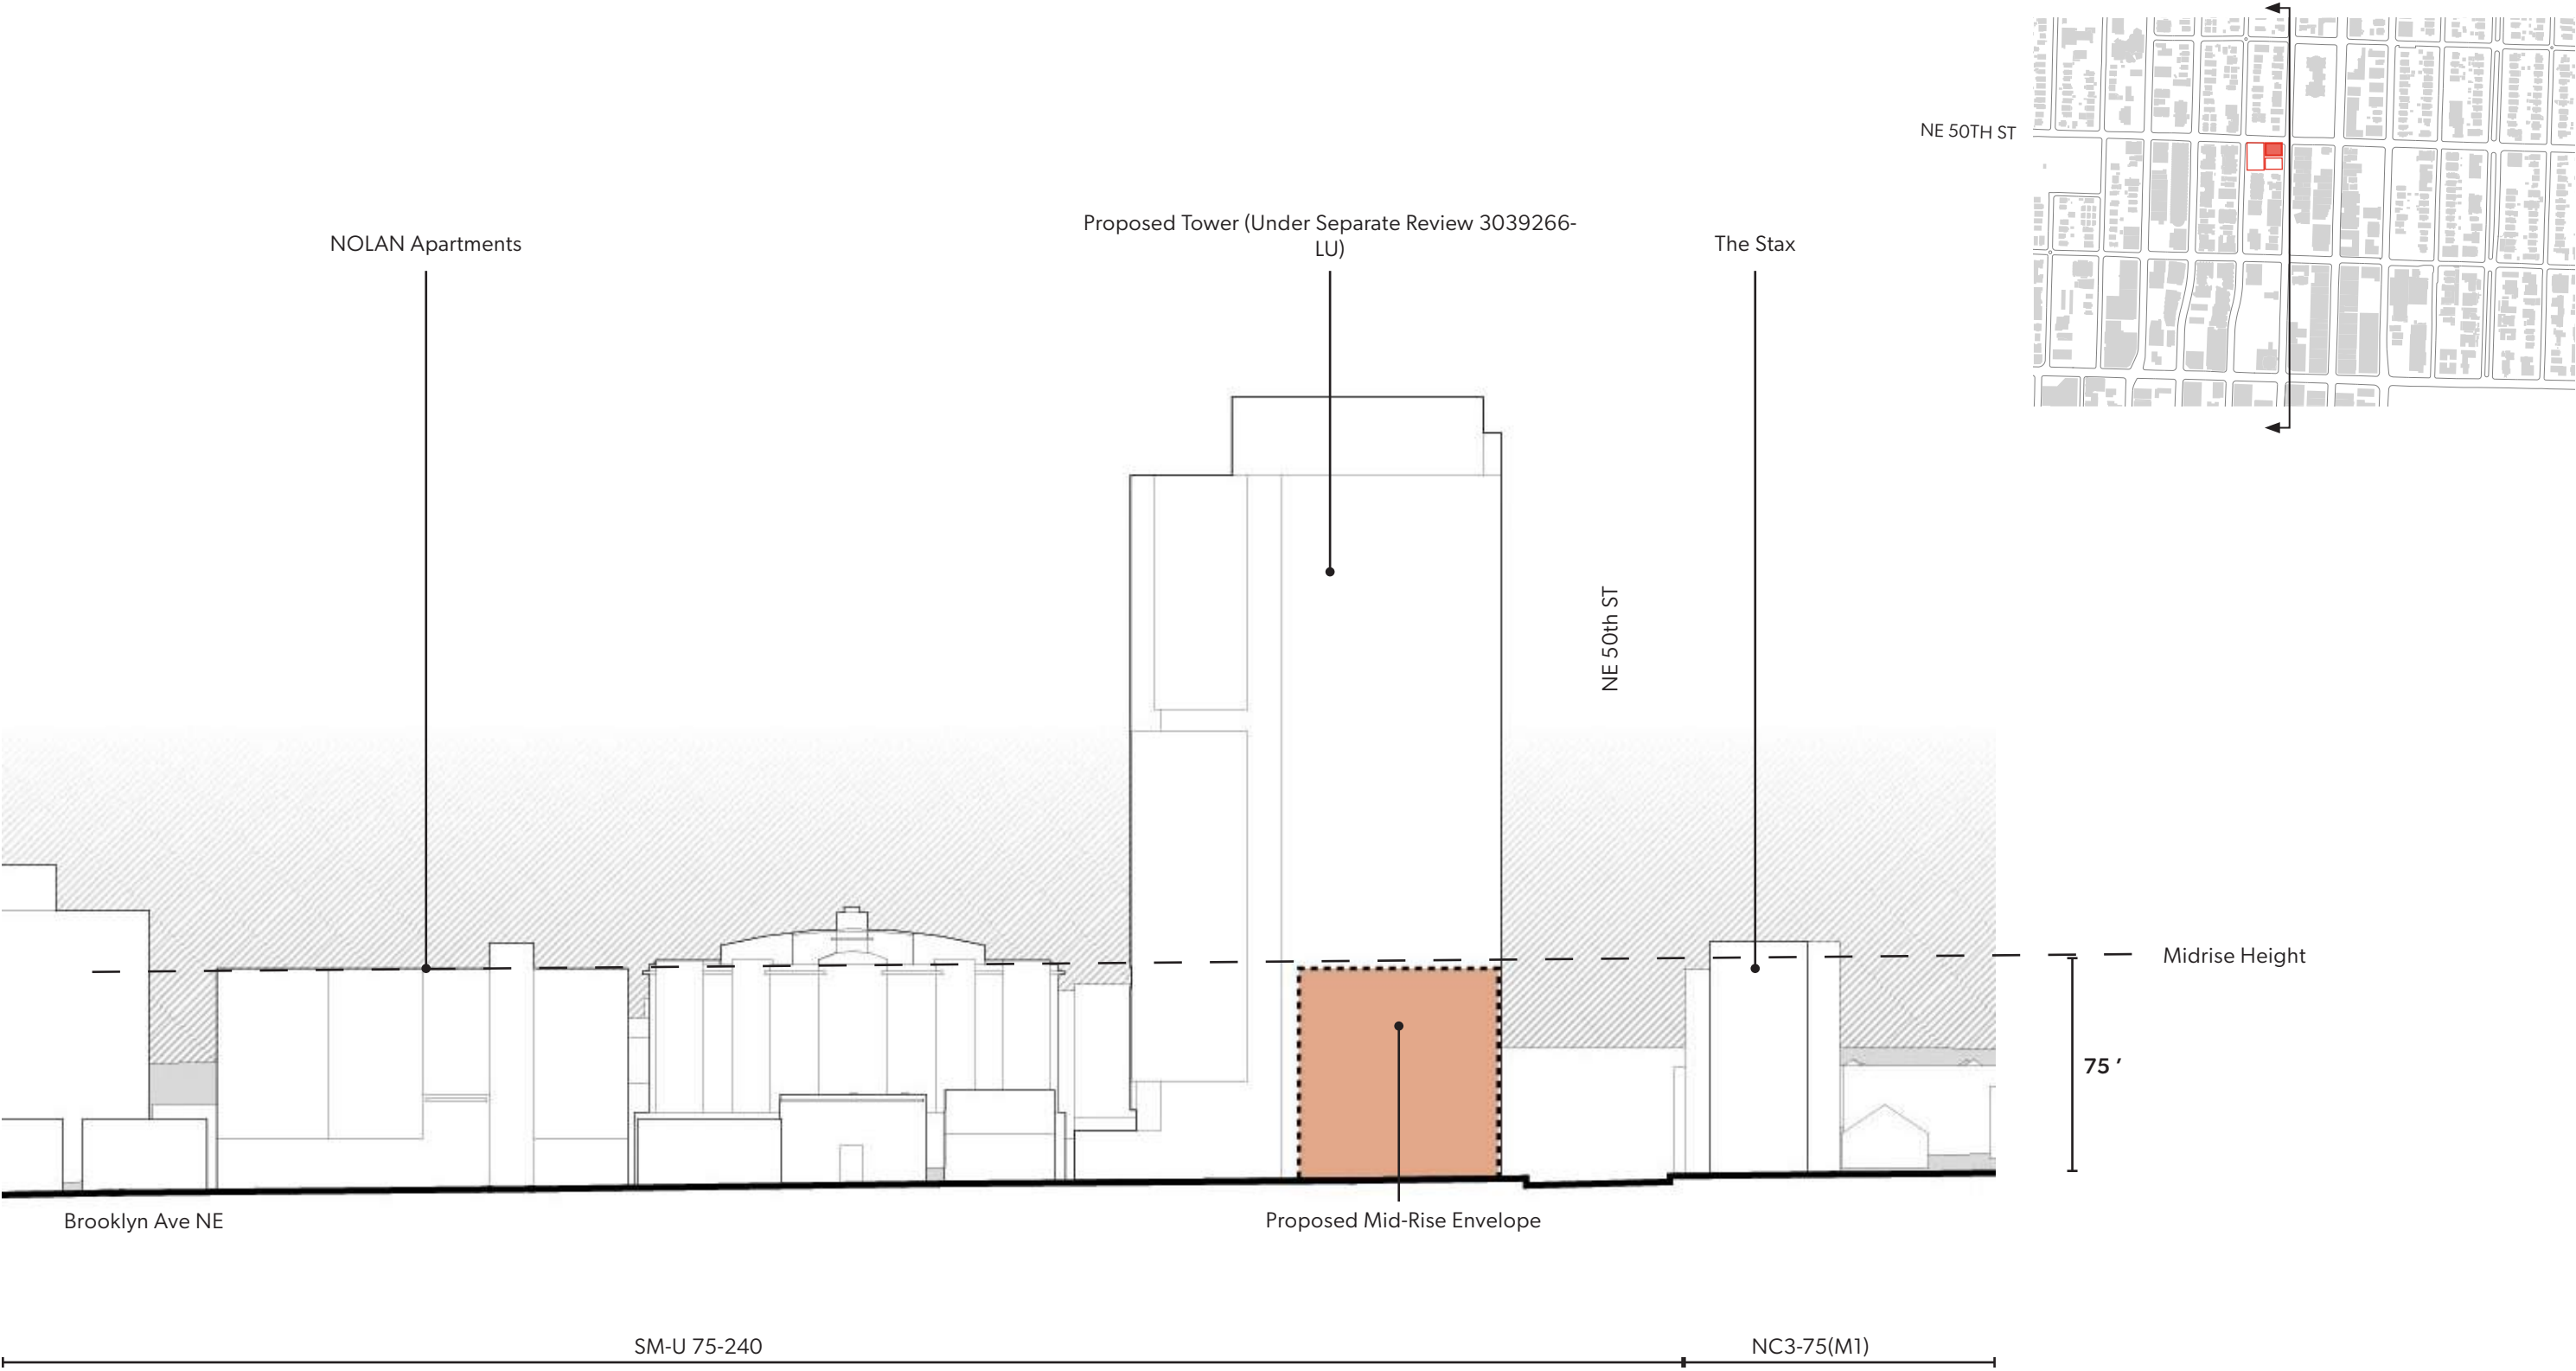 NE 50TH ST
Proposed Tower (Under Separate Review 3039266-
LU)
NOLAN Apartments
The Stax
NE 50th ST
Midrise Height
75 ′
Brooklyn Ave NE
Proposed Mid-Rise Envelope
SM-U 75-240
NC3-75(M1)